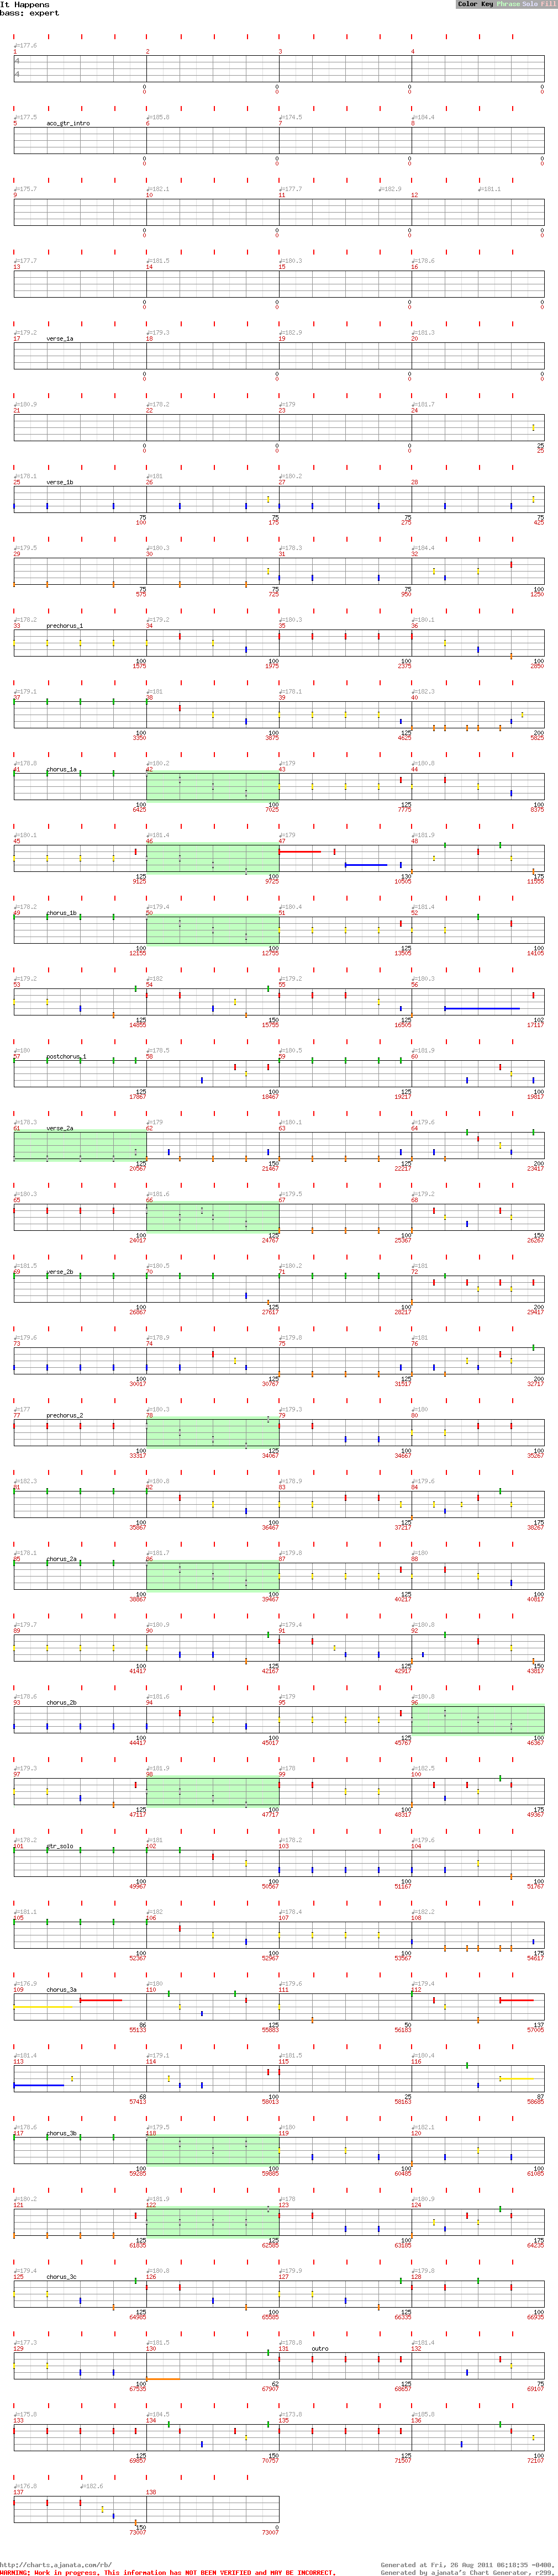 It Happens
bass: expert
Color Key Phrase Solo Fill
♩=177.6
1 2 3 4
4
4
0 0 0 0
0 0 0 0
♩=177.5 ♩=185.8 ♩=174.5 ♩=184.4
5 aco_gtr_intro 6 7 8
0 0 0 0
0 0 0 0
♩=175.7 ♩=182.1 ♩=177.7 ♩=182.9 ♩=181.1
9 10 11 12
0 0 0 0
0 0 0 0
♩=177.7 ♩=181.5 ♩=180.3 ♩=178.6
13 14 15 16
0 0 0 0
0 0 0 0
♩=179.2 ♩=179.3 ♩=182.9 ♩=181.3
17 verse_1a 18 19 20
0 0 0 0
0 0 0 0
♩=180.9 ♩=178.2 ♩=179 ♩=181.7
21 22 23 24
0 0 0 25
0 0 0 25
♩=178.1 ♩=181 ♩=180.2
25 verse_1b 26 27 28
75 75 75 75
100 175 275 425
♩=179.5 ♩=180.3 ♩=178.3 ♩=184.4
29 30 31 32
75 75 75 100
575 725 950 1250
♩=178.2 ♩=179.2 ♩=180.3 ♩=180.1
33 prechorus_1 34 35 36
100 100 100 100
1575 1975 2375 2850
♩=179.1 ♩=181 ♩=178.1 ♩=182.3
37 38 39 40
100 100 125 200
3350 3875 4625 5825
♩=178.8 ♩=180.2 ♩=179 ♩=180.8
41 chorus_1a 42 43 44
100 100 125 100
6425 7025 7775 8375
♩=180.1 ♩=181.4 ♩=179 ♩=181.9
45 46 47 48
125 100 130 175
9125 9725 10505 11555
♩=178.2 ♩=179.4 ♩=180.4 ♩=181.4
49 chorus_1b 50 51 52
100 100 125 100
12155 12755 13505 14105
♩=179.2 ♩=182 ♩=179.2 ♩=180.3
53 54 55 56
125 150 125 102
14855 15755 16505 17117
♩=180 ♩=178.5 ♩=180.5 ♩=181.9
57 postchorus_1 58 59 60
125 100 125 100
17867 18467 19217 19817
♩=178.3 ♩=179 ♩=180.1 ♩=179.6
61 verse_2a 62 63 64
125 150 125 200
20567 21467 22217 23417
♩=180.3 ♩=181.6 ♩=179.5 ♩=179.2
65 66 67 68
100 125 100 150
24017 24767 25367 26267
♩=181.5 ♩=180.5 ♩=180.2 ♩=181
69 verse_2b 70 71 72
100 125 100 200
26867 27617 28217 29417
♩=179.6 ♩=178.9 ♩=179.8 ♩=181
73 74 75 76
100 125 125 200
30017 30767 31517 32717
♩=177 ♩=180.3 ♩=179.3 ♩=180
77 prechorus_2 78 79 80
100 125 100 100
33317 34067 34667 35267
♩=182.3 ♩=180.8 ♩=178.9 ♩=179.6
81 82 83 84
100 100 125 175
35867 36467 37217 38267
♩=178.1 ♩=181.7 ♩=179.8 ♩=180
85 chorus_2a 86 87 88
100 100 125 100
38867 39467 40217 40817
♩=179.7 ♩=180.9 ♩=179.4 ♩=180.8
89 90 91 92
100 125 125 150
41417 42167 42917 43817
♩=178.6 ♩=181.6 ♩=179 ♩=180.8
93 chorus_2b 94 95 96
100 100 125 100
44417 45017 45767 46367
♩=179.3 ♩=181.9 ♩=178 ♩=182.5
97 98 99 100
125 100 100 175
47117 47717 48317 49367
♩=178.2 ♩=181 ♩=178.2 ♩=179.6
101 gtr_solo 102 103 104
100 100 100 100
49967 50567 51167 51767
♩=181.1 ♩=182 ♩=178.4 ♩=182.2
105 106 107 108
100 100 100 175
52367 52967 53567 54617
♩=176.9 ♩=180 ♩=179.6 ♩=179.4
109 chorus_3a 110 111 112
86 125 50 137
55133 55883 56183 57005
♩=181.4 ♩=179.1 ♩=181.5 ♩=180.4
113 114 115 116
68 100 25 87
57413 58013 58163 58685
♩=178.6 ♩=179.5 ♩=180 ♩=182.1
117 chorus_3b 118 119 120
100 100 100 100
59285 59885 60485 61085
♩=180.2 ♩=181.9 ♩=178 ♩=180.9
121 122 123 124
125 125 100 175
61835 62585 63185 64235
♩=179.4 ♩=180.8 ♩=179.9 ♩=179.8
125 chorus_3c 126 127 128
125 100 125 100
64985 65585 66335 66935
♩=177.3 ♩=181.5 ♩=178.8 ♩=181.4
129 130 131 outro 132
100 62 125 75
67535 67907 68657 69107
♩=175.8 ♩=184.5 ♩=173.8 ♩=185.8
133 134 135 136
125 150 125 100
69857 70757 71507 72107
♩=176.8 ♩=182.6
137 138
150 0
73007 73007
http://charts.ajanata.com/rb/
Generated at Fri, 26 Aug 2011 06:18:35 -0400.
WARNING: Work in progress. This information has NOT BEEN VERIFIED and MAY BE INCORRECT.
Generated by ajanata's Chart Generator, r299.